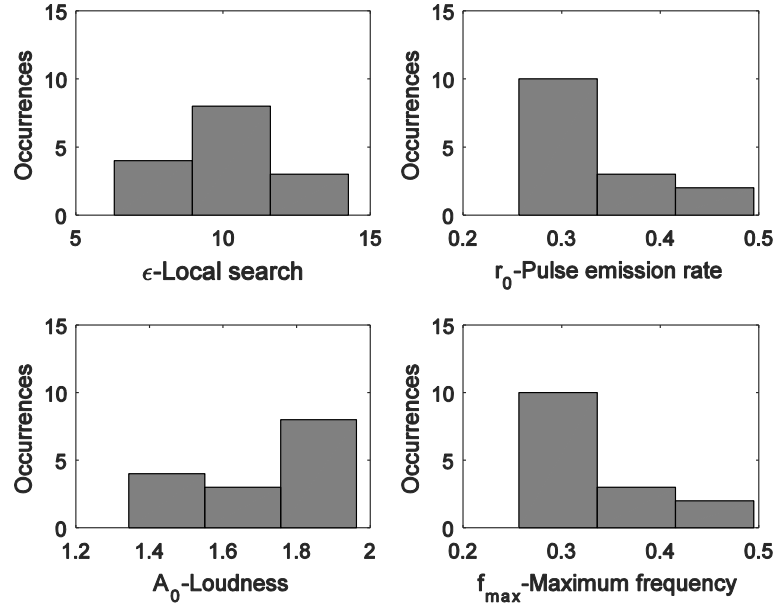 15
10
5
0
Occurrences
5 10 15
ϵ-Local search
15
10
5
0
Occurrences
0.2 0.3 0.4 0.5
r₀-Pulse emission rate
15
10
5
0
Occurrences
1.2 1.4 1.6 1.8 2
A₀-Loudness
15
10
5
0
Occurrences
0.2 0.3 0.4 0.5
f_max-Maximum frequency